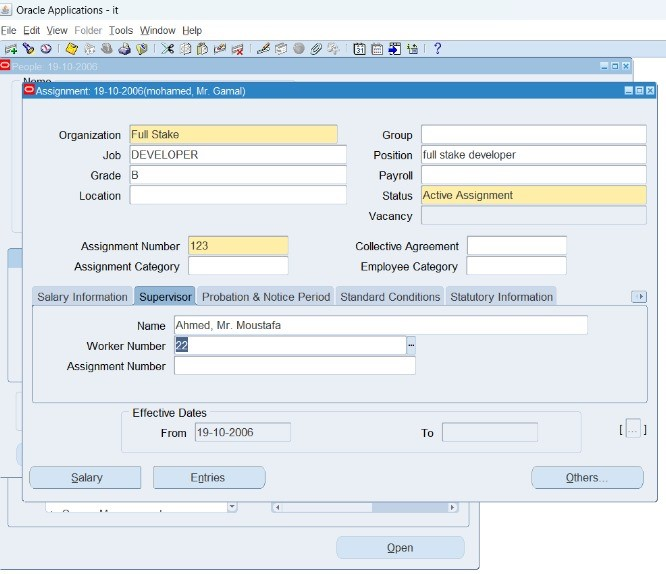 Oracle Applications - it
File Edit View Folder Tools Window Help
People: 19-10-2006
Name
Assignment: 19-10-2006(mohamed, Mr. Gamal)
Organization Full Stake Group
Job DEVELOPER Position full stake developer
Grade B Payroll
Location Status Active Assignment
Vacancy
Assignment Number 123 Collective Agreement
Assignment Category Employee Category
Salary Information Supervisor Probation & Notice Period Standard Conditions Statutory Information
Name Ahmed, Mr. Moustafa
Worker Number 22 ...
Assignment Number
Effective Dates
From 19-10-2006 To [ ... ]
Salary Entries Others...
Open